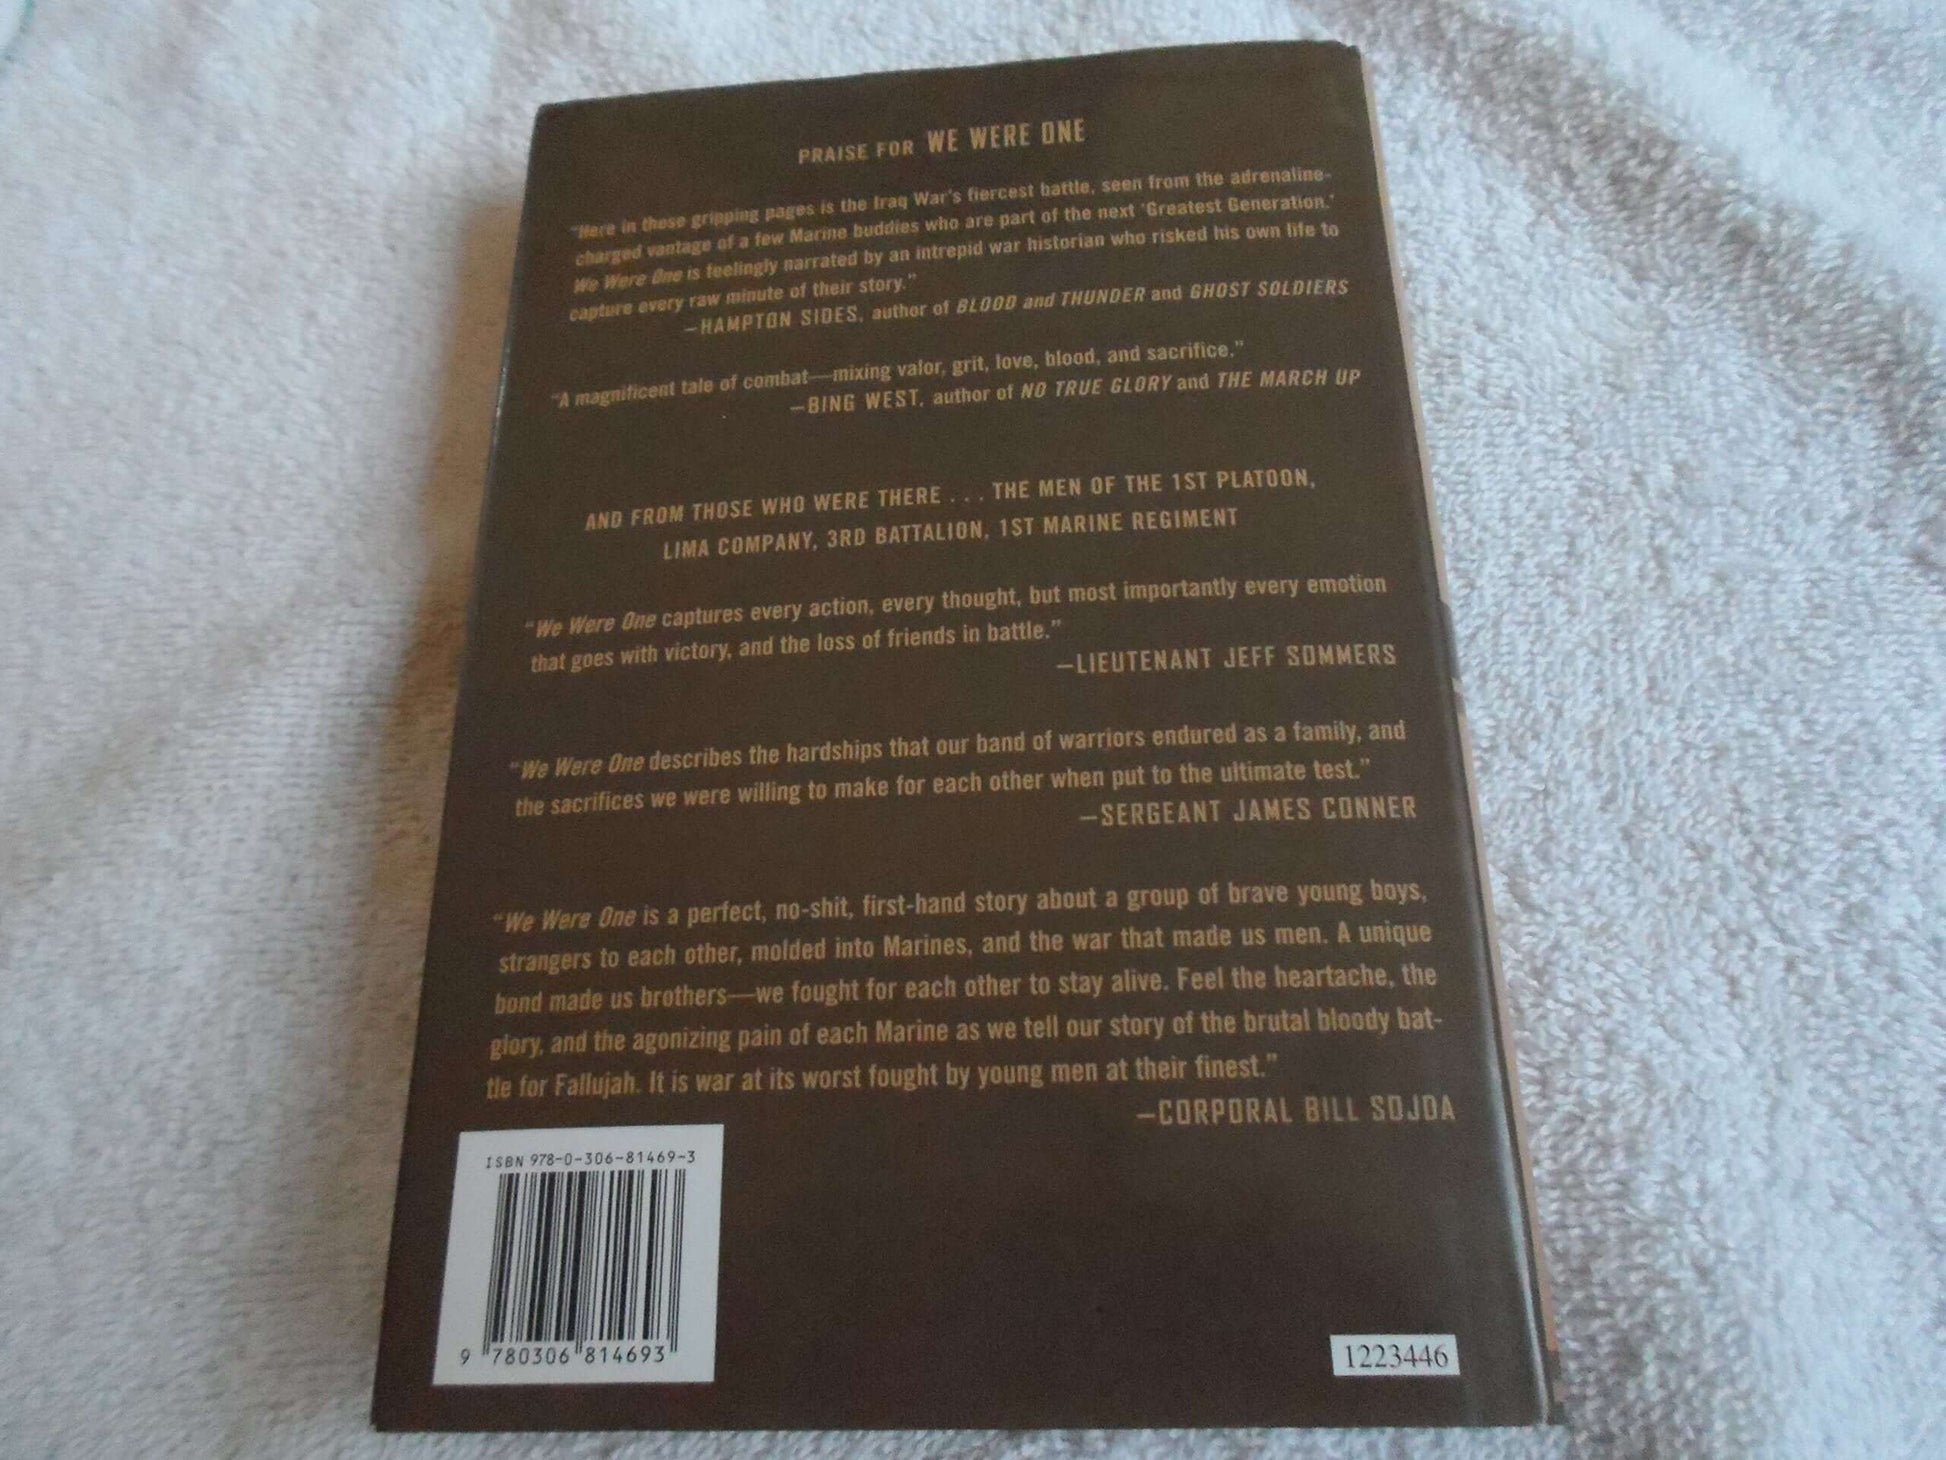 PRAISE FOR WE WERE ONE
"Here in these gripping pages is the Iraq War's fiercest battle, seen from the adrenaline-
charged vantage of a few Marine buddies who are part of the next 'Greatest Generation.'
We Were One is feelingly narrated by an intrepid war historian who risked his own life to
capture every raw minute of their story."
—HAMPTON SIDES, author of BLOOD and THUNDER and GHOST SOLDIERS
"A magnificent tale of combat—mixing valor, grit, love, blood, and sacrifice."
—BING WEST, author of NO TRUE GLORY and THE MARCH UP
AND FROM THOSE WHO WERE THERE . . . THE MEN OF THE 1ST PLATOON,
LIMA COMPANY, 3RD BATTALION, 1ST MARINE REGIMENT
"We Were One captures every action, every thought, but most importantly every emotion
that goes with victory, and the loss of friends in battle."
—LIEUTENANT JEFF SOMMERS
"We Were One describes the hardships that our band of warriors endured as a family, and
the sacrifices we were willing to make for each other when put to the ultimate test."
—SERGEANT JAMES CONNER
"We Were One is a perfect, no-shit, first-hand story about a group of brave young boys,
strangers to each other, molded into Marines, and the war that made us men. A unique
bond made us brothers—we fought for each other to stay alive. Feel the heartache, the
glory, and the agonizing pain of each Marine as we tell our story of the brutal bloody bat-
tle for Fallujah. It is war at its worst fought by young men at their finest."
—CORPORAL BILL SOJDA
ISBN 978-0-306-81469-3
9 780306 814693
1223446